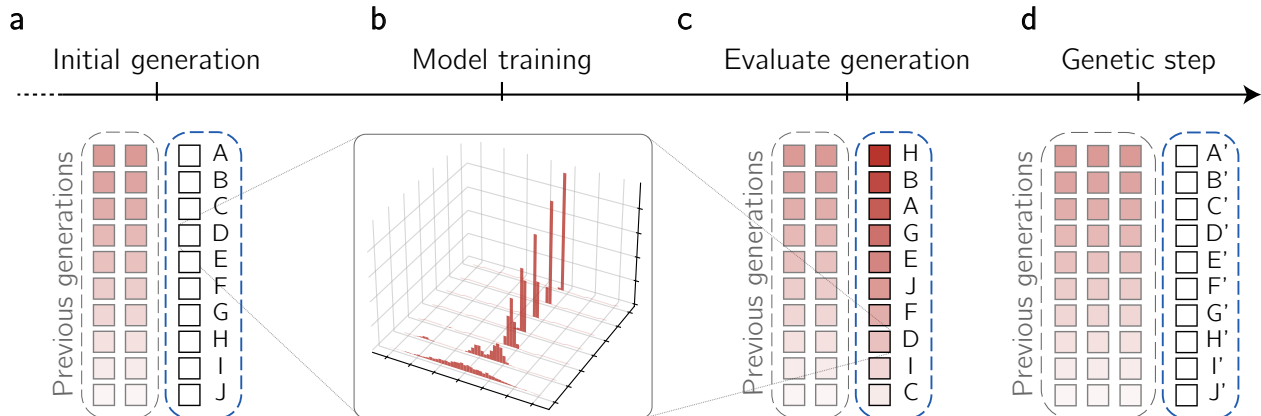 a
b
c
d
Initial generation
Model training
Evaluate generation
Genetic step
Previous generations
A
B
C
D
E
F
G
H
I
J
Previous generations
H
B
A
G
E
J
F
D
I
C
Previous generations
A'
B'
C'
D'
E'
F'
G'
H'
I'
J'